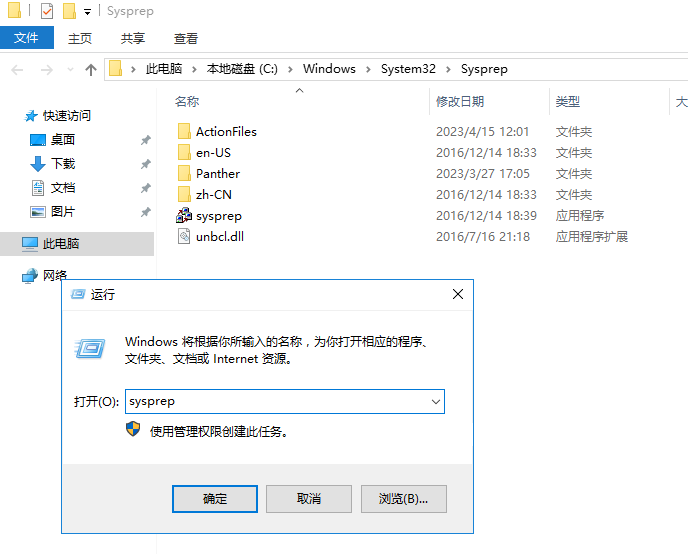 Sysprep
文件 主页 共享 查看
此电脑 本地磁盘 (C:) Windows System32 Sysprep
名称 修改日期 类型 大
快速访问
桌面
下载
文档
图片
此电脑
网络
ActionFiles 2023/4/15 12:01 文件夹
en-US 2016/12/14 18:33 文件夹
Panther 2023/3/27 17:05 文件夹
zh-CN 2016/12/14 18:33 文件夹
sysprep 2016/12/14 18:39 应用程序
unbcl.dll 2016/7/16 21:18 应用程序扩展
运行
Windows 将根据你所输入的名称，为你打开相应的程序、
文件夹、文档或 Internet 资源。
打开(O): sysprep
使用管理权限创建此任务。
确定 取消 浏览(B)...